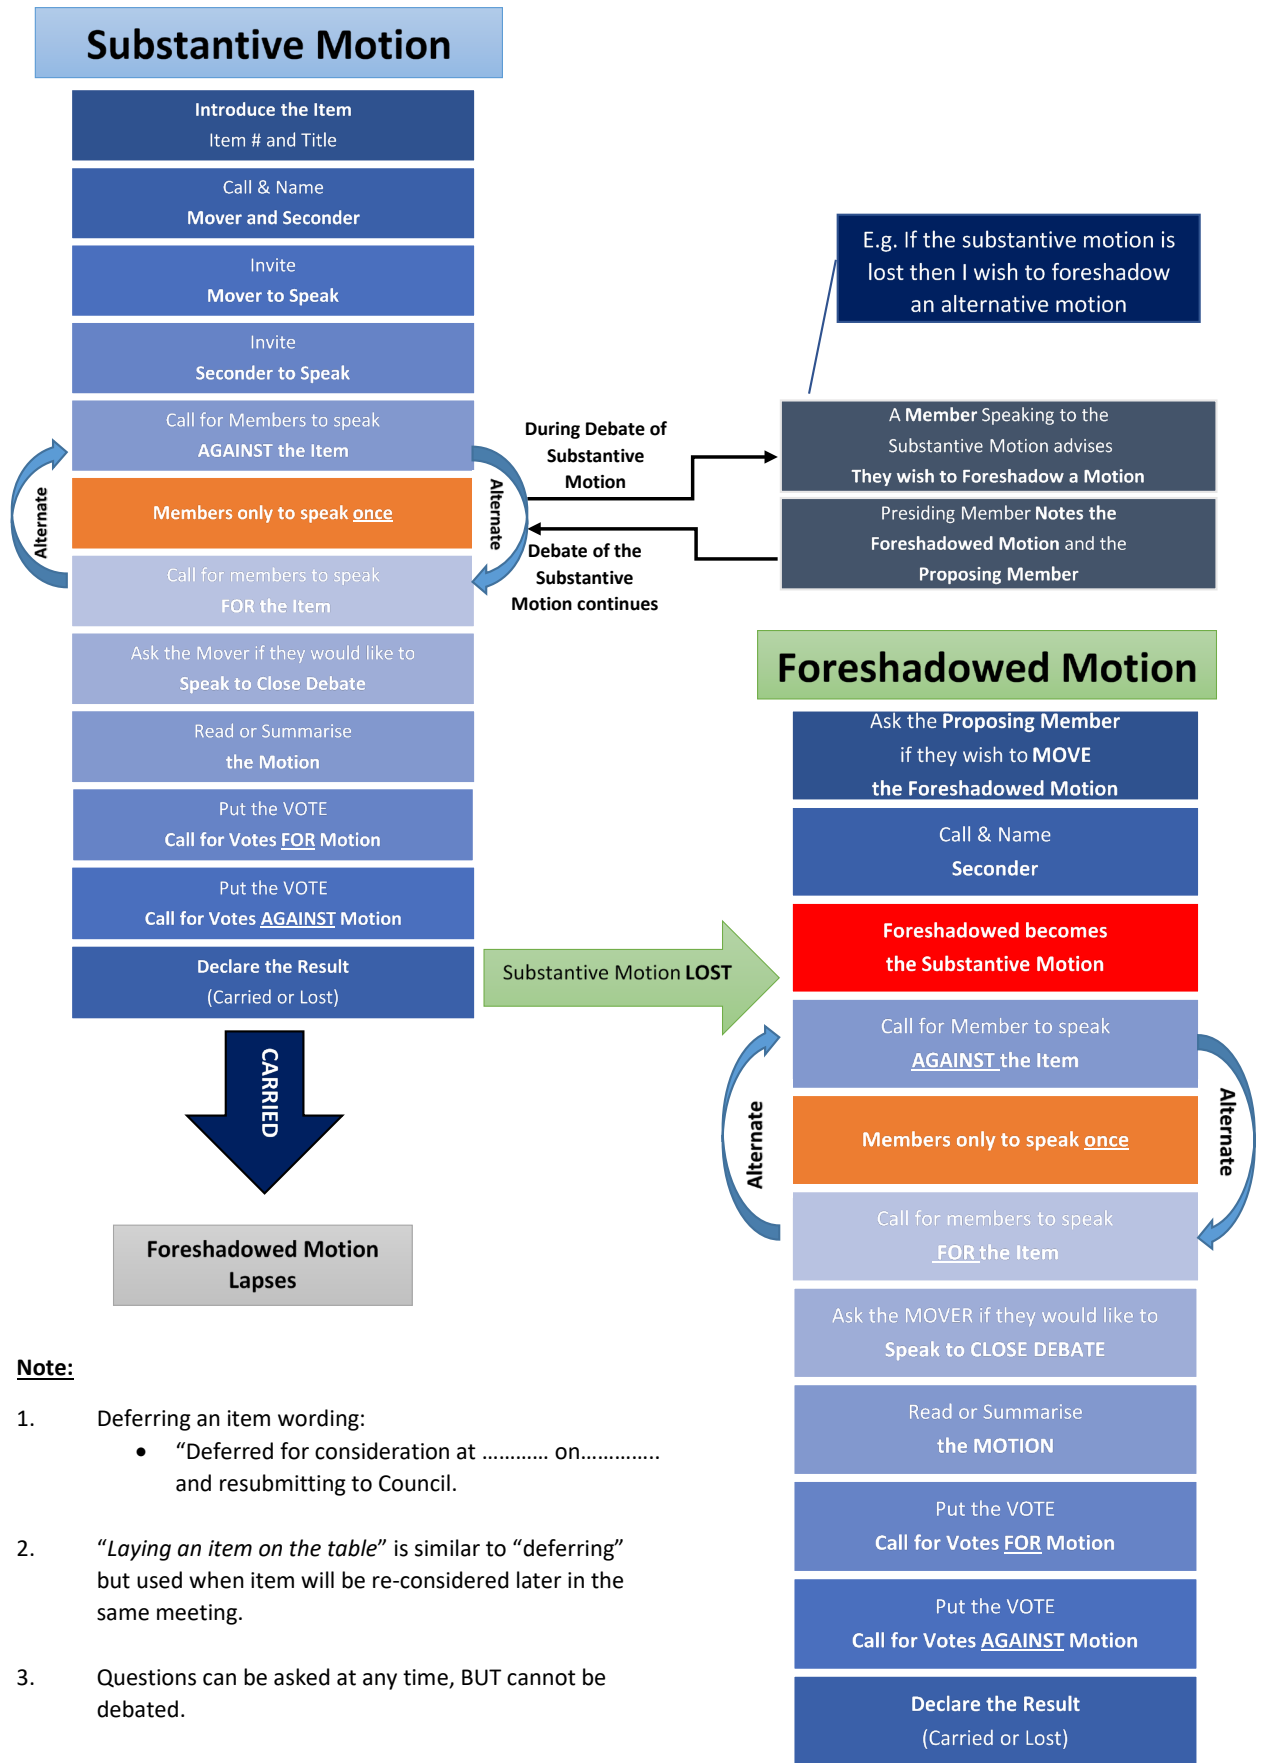 Substantive Motion
Introduce the Item
Item # and Title
Call & Name
Mover and Seconder
Invite
Mover to Speak
Invite
Seconder to Speak
Call for Members to speak
AGAINST the Item
Members only to speak once
Call for members to speak
FOR the Item
Alternate
Alternate
Ask the Mover if they would like to
Speak to Close Debate
Read or Summarise
the Motion
Put the VOTE
Call for Votes FOR Motion
Put the VOTE
Call for Votes AGAINST Motion
Declare the Result
(Carried or Lost)
During Debate of
Substantive
Motion
Debate of the
Substantive
Motion continues
E.g. If the substantive motion is
lost then I wish to foreshadow
an alternative motion
A Member Speaking to the
Substantive Motion advises
They wish to Foreshadow a Motion
Presiding Member Notes the
Foreshadowed Motion and the
Proposing Member
CARRIED
Foreshadowed Motion
Lapses
Substantive Motion LOST
Foreshadowed Motion
Ask the Proposing Member
if they wish to MOVE
the Foreshadowed Motion
Call & Name
Seconder
Foreshadowed becomes
the Substantive Motion
Call for Member to speak
AGAINST the Item
Members only to speak once
Call for members to speak
FOR the Item
Alternate
Alternate
Ask the MOVER if they would like to
Speak to CLOSE DEBATE
Read or Summarise
the MOTION
Put the VOTE
Call for Votes FOR Motion
Put the VOTE
Call for Votes AGAINST Motion
Declare the Result
(Carried or Lost)
Note:
1. Deferring an item wording:
• “Deferred for consideration at ………… on…………..
and resubmitting to Council.
2. “Laying an item on the table” is similar to “deferring”
but used when item will be re-considered later in the
same meeting.
3. Questions can be asked at any time, BUT cannot be
debated.